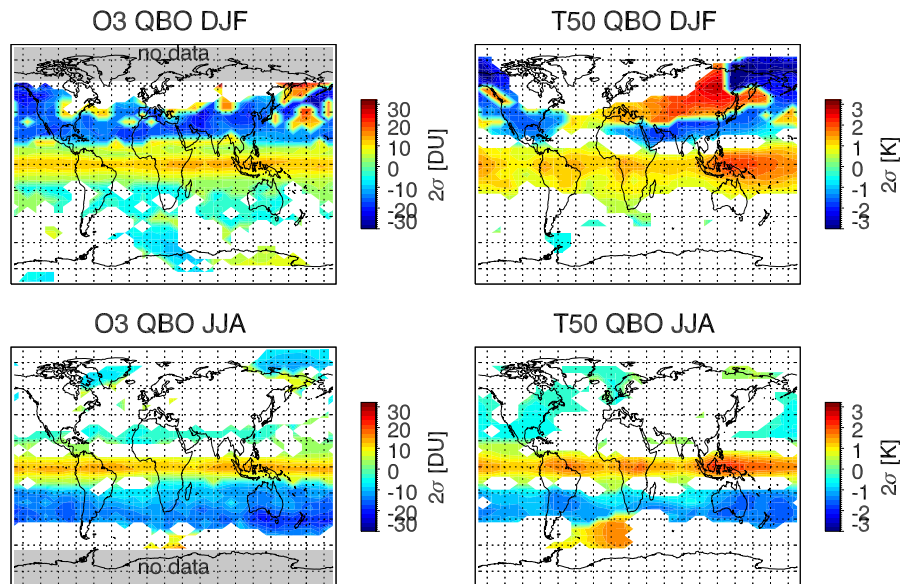 O3 QBO DJF
no data
30
20
10
0
-10
-20
-30
2σ [DU]
T50 QBO DJF
3
2
1
0
-1
-2
-3
2σ [K]
O3 QBO JJA
no data
30
20
10
0
-10
-20
-30
2σ [DU]
T50 QBO JJA
3
2
1
0
-1
-2
-3
2σ [K]